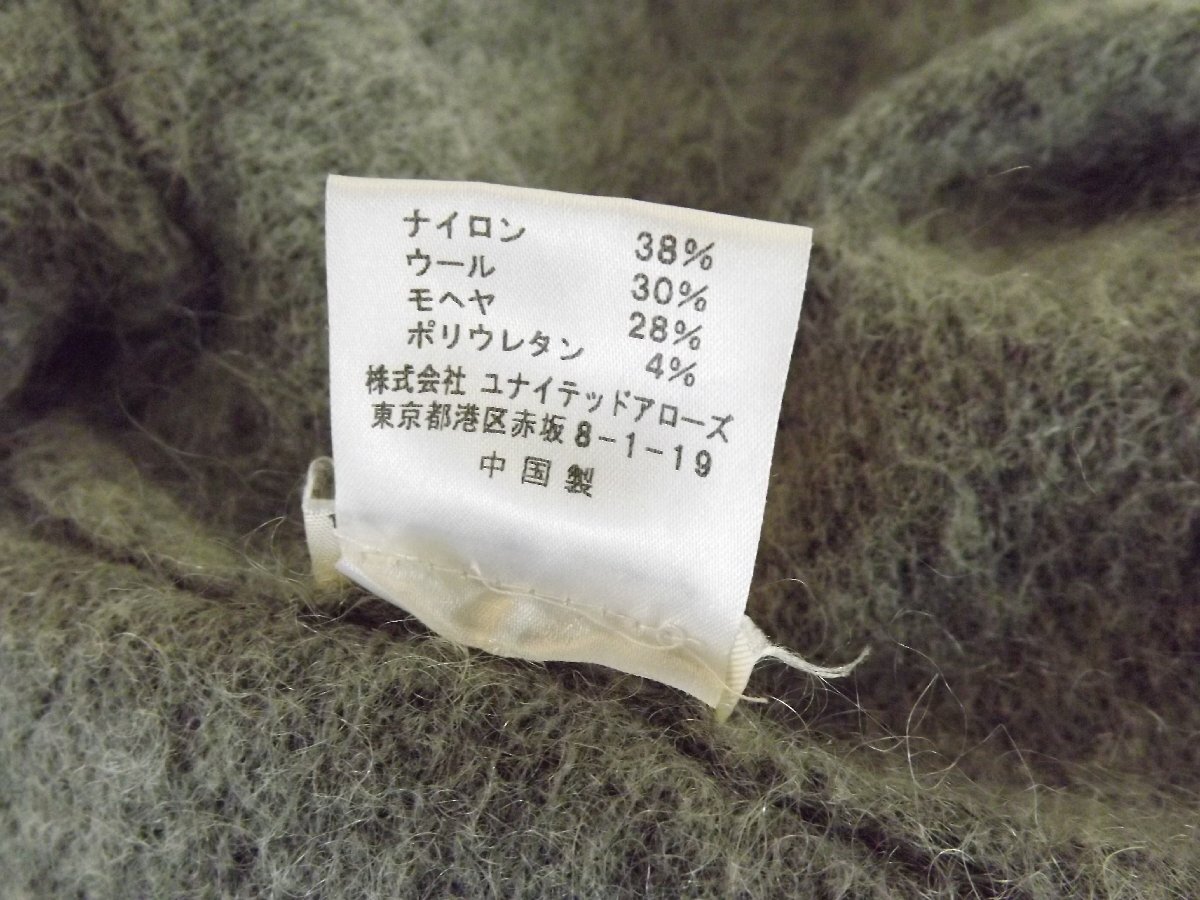 ナイロン 38%
ウール 30%
モヘヤ 28%
ポリウレタン 4%
株式会社 ユナイテッドアローズ
東京都港区赤坂8-1-19
中国製